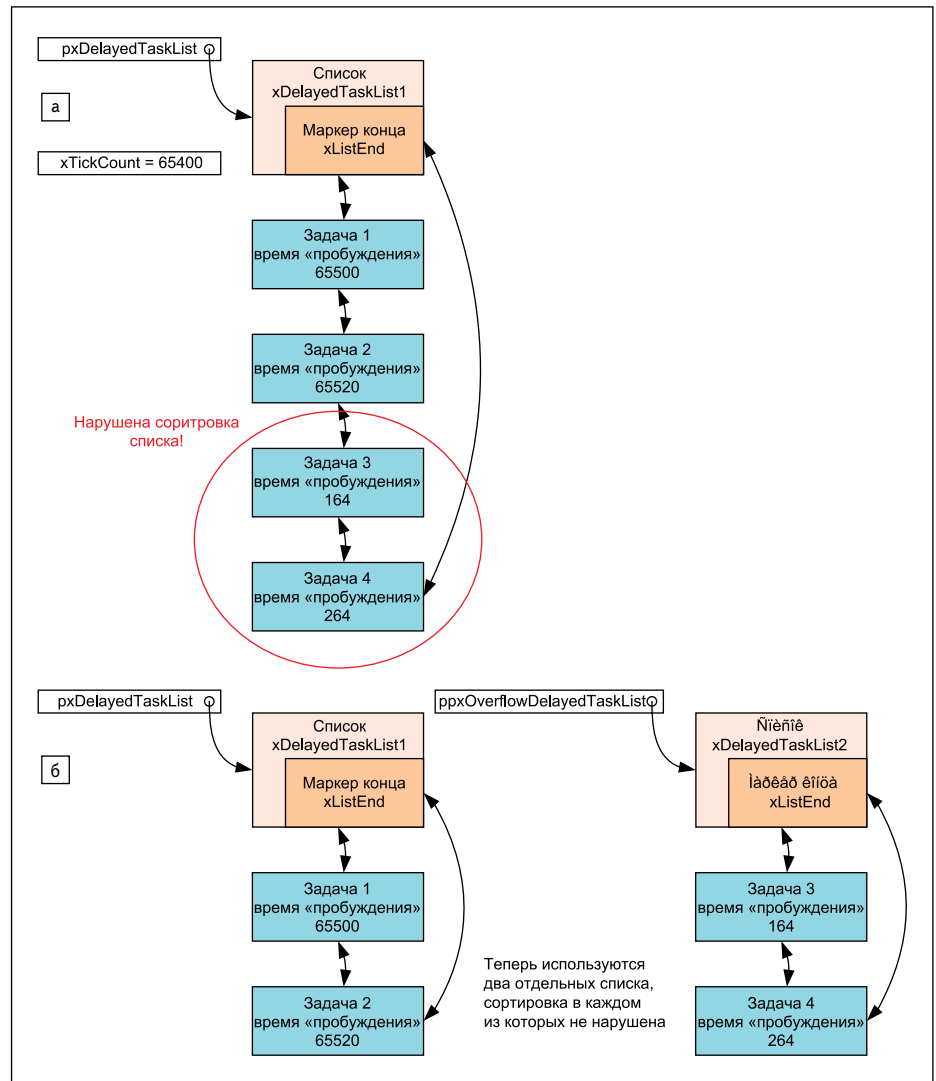 pxDelayedTaskList
а
xTickCount = 65400
Список
xDelayedTaskList1
Маркер конца
xListEnd
Задача 1
время «пробуждения»
65500
Задача 2
время «пробуждения»
65520
Нарушена соритровка
списка!
Задача 3
время «пробуждения»
164
Задача 4
время «пробуждения»
264
pxDelayedTaskList
б
Список
xDelayedTaskList1
Маркер конца
xListEnd
Задача 1
время «пробуждения»
65500
Задача 2
время «пробуждения»
65520
ppxOverflowDelayedTaskList
Ñïèñîê
xDelayedTaskList2
Ìàðêåð êîíöà
xListEnd
Задача 3
время «пробуждения»
164
Задача 4
время «пробуждения»
264
Теперь используются
два отдельных списка,
сортировка в каждом
из которых не нарушена